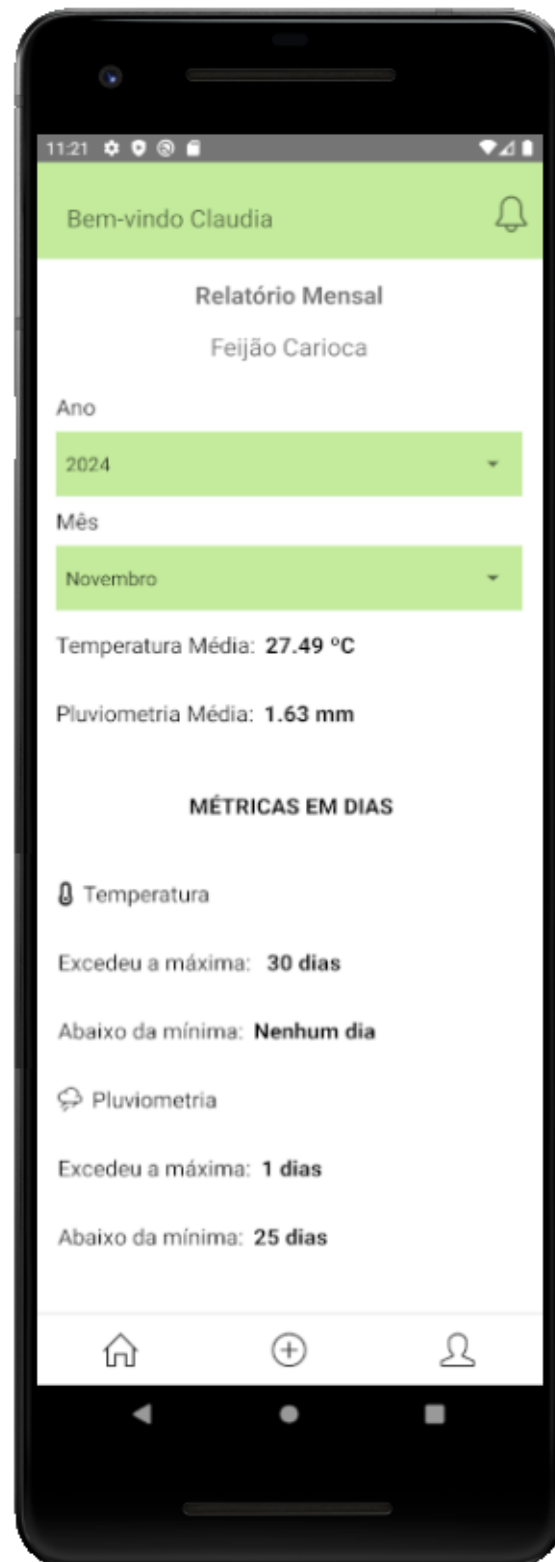 11:21
Bem-vindo Claudia
Relatório Mensal
Feijão Carioca
Ano
2024
Mês
Novembro
Temperatura Média: 27.49 ºC
Pluviometria Média: 1.63 mm
MÉTRICAS EM DIAS
Temperatura
Excedeu a máxima: 30 dias
Abaixo da mínima: Nenhum dia
Pluviometria
Excedeu a máxima: 1 dias
Abaixo da mínima: 25 dias